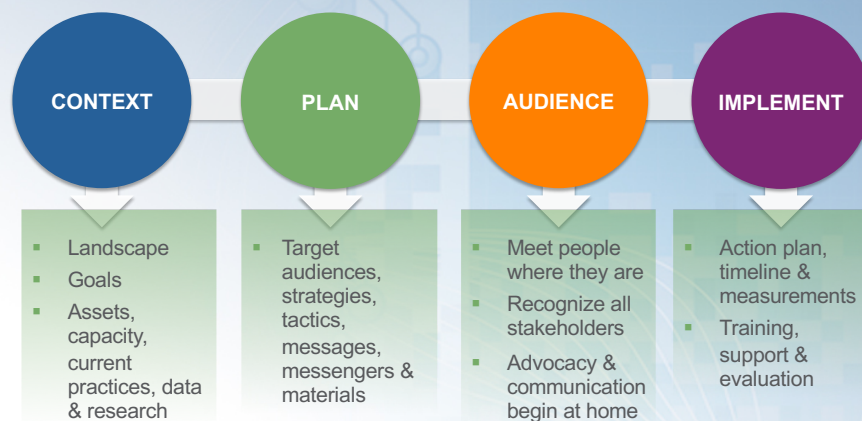 CONTEXT
PLAN
AUDIENCE
IMPLEMENT
▪ Landscape
▪ Goals
▪ Assets,
capacity,
current
practices, data
& research
▪ Target
audiences,
strategies,
tactics,
messages,
messengers &
materials
▪ Meet people
where they are
▪ Recognize all
stakeholders
▪ Advocacy &
communication
begin at home
▪ Action plan,
timeline &
measurements
▪ Training,
support &
evaluation